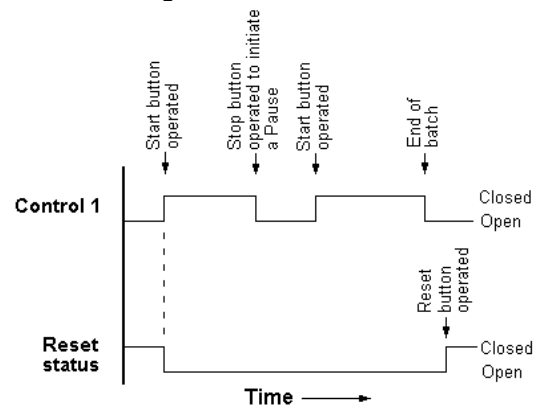 Start button
operated
Stop button
operated to initiate
a Pause
Start button
operated
End of
batch
Control 1
Closed
Open
Reset
button
operated
Reset
status
Closed
Open
Time